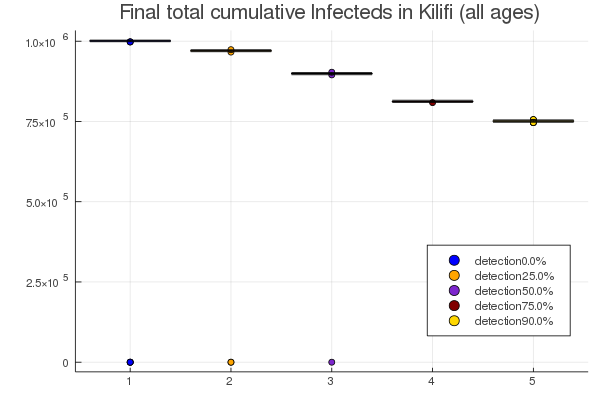 Final total cumulative Infecteds in Kilifi (all ages)
1.0×10⁶
7.5×10⁵
5.0×10⁵
2.5×10⁵
0
1 2 3 4 5
detection0.0%
detection25.0%
detection50.0%
detection75.0%
detection90.0%